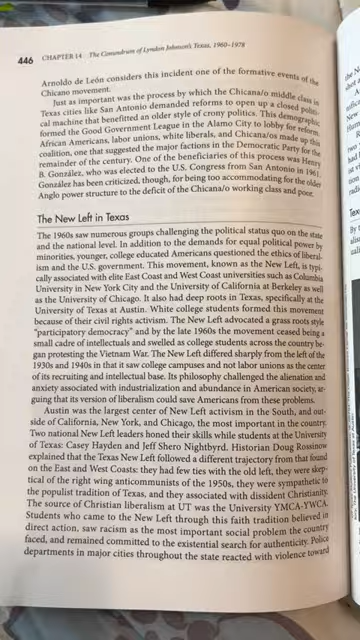 446 CHAPTER 14 The Conundrum of Lyndon Johnson's Texas, 1960–1978
Arnoldo de León considers this incident one of the formative events of the
Chicano movement.
Just as important was the process by which the Chicana/o middle class in
Texas cities like San Antonio demanded reforms to open up a closed politi-
cal machine that benefitted an older style of crony politics. This demographic
formed the Good Government League in the Alamo City to lobby for reform.
African Americans, labor unions, white liberals, and Chicana/os made up this
coalition, one that suggested the major factions in the Democratic Party for the
remainder of the century. One of the beneficiaries of this process was Henry
B. González, who was elected to the U.S. Congress from San Antonio in 1961.
González has been criticized, though, for being too accommodating for the older
Anglo power structure to the deficit of the Chicana/o working class and poor.
The New Left in Texas
The 1960s saw numerous groups challenging the political status quo on the state
and the national level. In addition to the demands for equal political power by
minorities, younger, college educated Americans questioned the ethics of liberal-
ism and the U.S. government. This movement, known as the New Left, is typi-
cally associated with elite East Coast and West Coast universities such as Columbia
University in New York City and the University of California at Berkeley as well
as the University of Chicago. It also had deep roots in Texas, specifically at the
University of Texas at Austin. White college students formed this movement
because of their civil rights activism. The New Left advocated a grass roots style
"participatory democracy" and by the late 1960s the movement ceased being a
small cadre of intellectuals and swelled as college students across the country be-
gan protesting the Vietnam War. The New Left differed sharply from the left of the
1930s and 1940s in that it saw college campuses and not labor unions as the center
of its recruiting and intellectual base. Its philosophy challenged the alienation and
anxiety associated with industrialization and abundance in American society, ar-
guing that its version of liberalism could save Americans from these problems.
Austin was the largest center of New Left activism in the South, and out-
side of California, New York, and Chicago, the most important in the country.
Two national New Left leaders honed their skills while students at the University
of Texas: Casey Hayden and Jeff Shero Nightbyrd. Historian Doug Rossinow
explained that the Texas New Left followed a different trajectory from that found
on the East and West Coasts: they had few ties with the old left, they were skep-
tical of the right wing anticommunists of the 1950s, they were sympathetic to
the populist tradition of Texas, and they associated with dissident Christianity.
The source of Christian liberalism at UT was the University YMCA-YWCA.
Students who came to the New Left through this faith tradition believed in
direct action, saw racism as the most important social problem the country
faced, and remained committed to the existential search for authenticity. Police
departments in major cities throughout the state reacted with violence toward